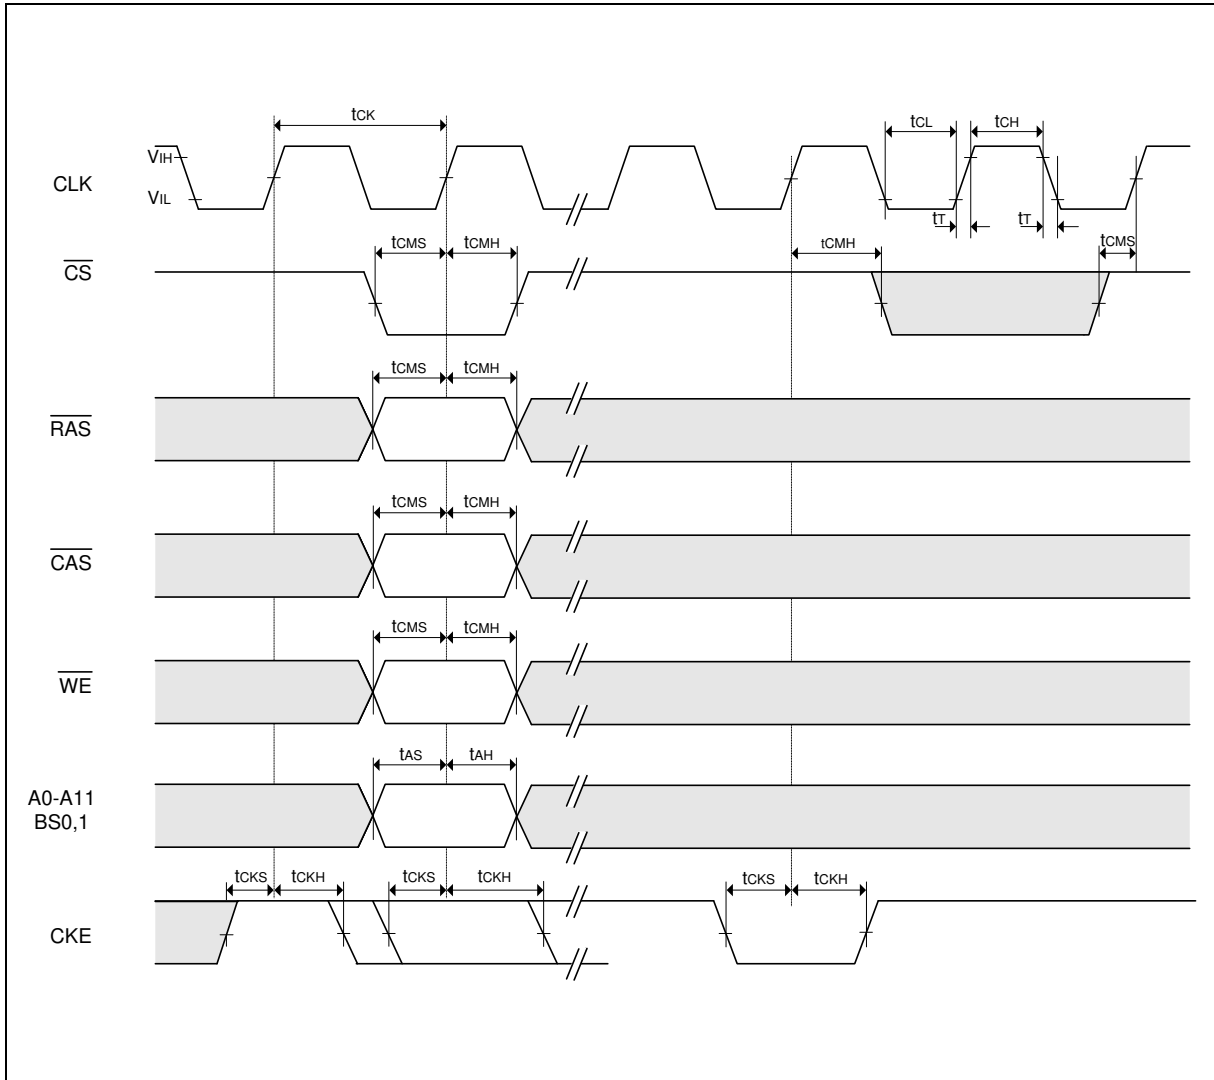 tCK
tCL
tCH
VIH
CLK
VIL
tT
tT
tCMS
tCMH
tCMH
tCMS
CS
tCMS
tCMH
RAS
tCMS
tCMH
CAS
tCMS
tCMH
WE
tAS
tAH
A0-A11
BS0,1
tCKS
tCKH
tCKS
tCKH
tCKS
tCKH
CKE